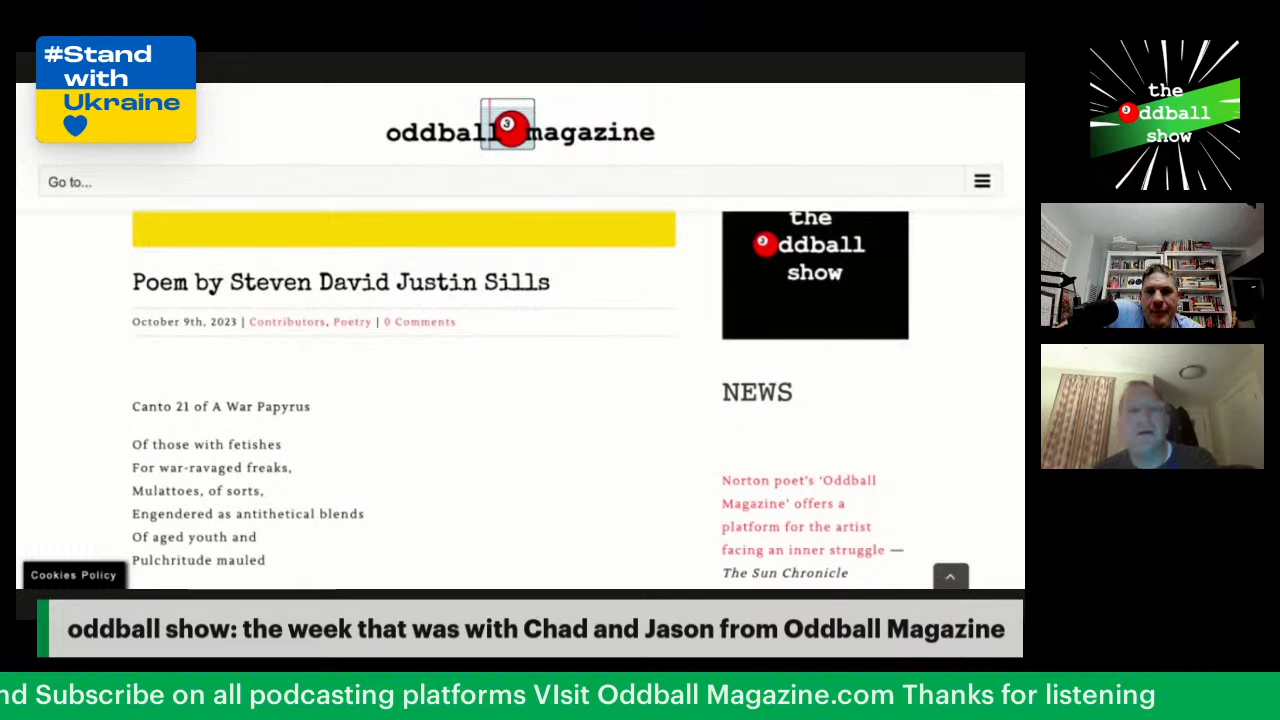 #Stand
with
Ukraine
oddball 3 magazine
Go to...
Poem by Steven David Justin Sills
October 9th, 2023 | Contributors, Poetry | 0 Comments
Canto 21 of A War Papyrus
Of those with fetishes
For war-ravaged freaks,
Mulattoes, of sorts,
Engendered as antithetical blends
Of aged youth and
Pulchritude mauled
Cookies Policy
the
3ddball
show
NEWS
Norton poet's 'Oddball
Magazine' offers a
platform for the artist
facing an inner struggle —
The Sun Chronicle
the
3ddball
show
oddball show: the week that was with Chad and Jason from Oddball Magazine
nd Subscribe on all podcasting platforms VIsit Oddball Magazine.com Thanks for listening